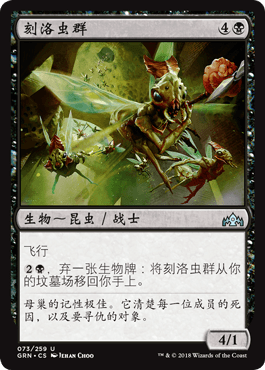 刻洛虫群 4
生物～昆虫／战士
飞行
2，弃一张生物牌：将刻洛虫群从你
的坟墓场移回你手上。
母巢的记性极佳。它清楚每一位成员的死
因，以及要寻仇的对象。
4/1
073/259 U
GRN • CS JEHAN CHOO
™ & © 2018 Wizards of the Coast